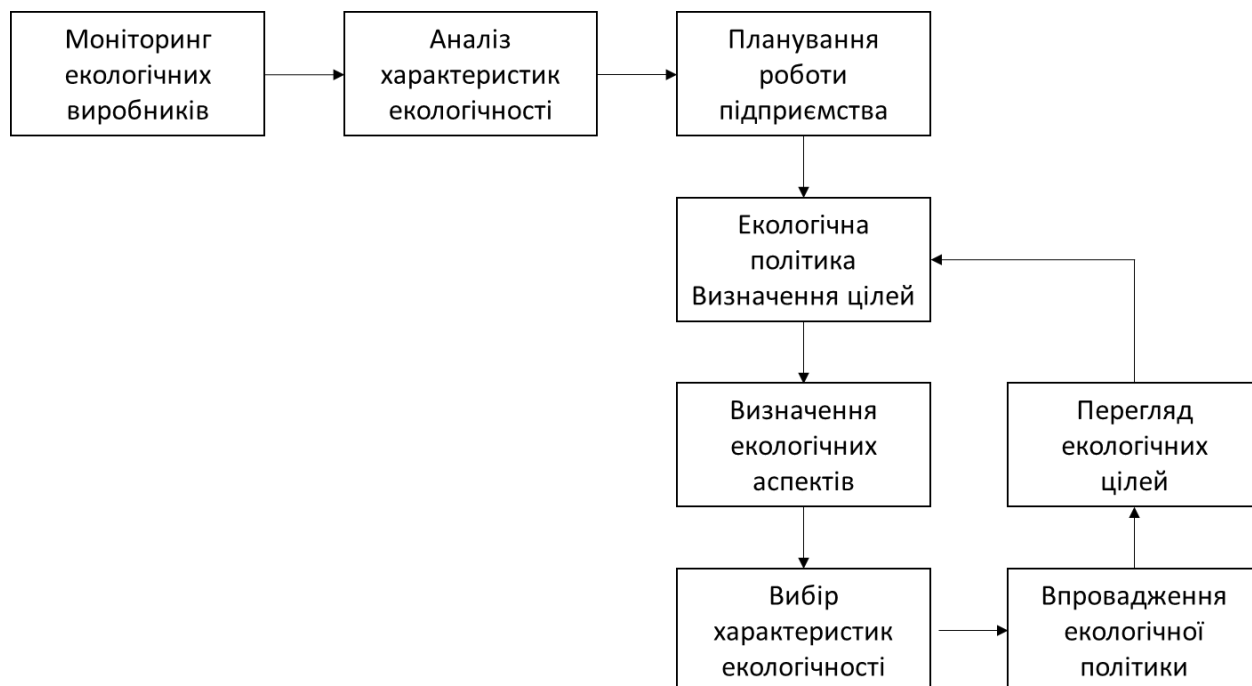 Моніторинг
екологічних
виробників
Аналіз
характеристик
екологічності
Планування
роботи
підприємства
Екологічна
політика
Визначення цілей
Визначення
екологічних
аспектів
Перегляд
екологічних
цілей
Вибір
характеристик
екологічності
Впровадження
екологічної
політики